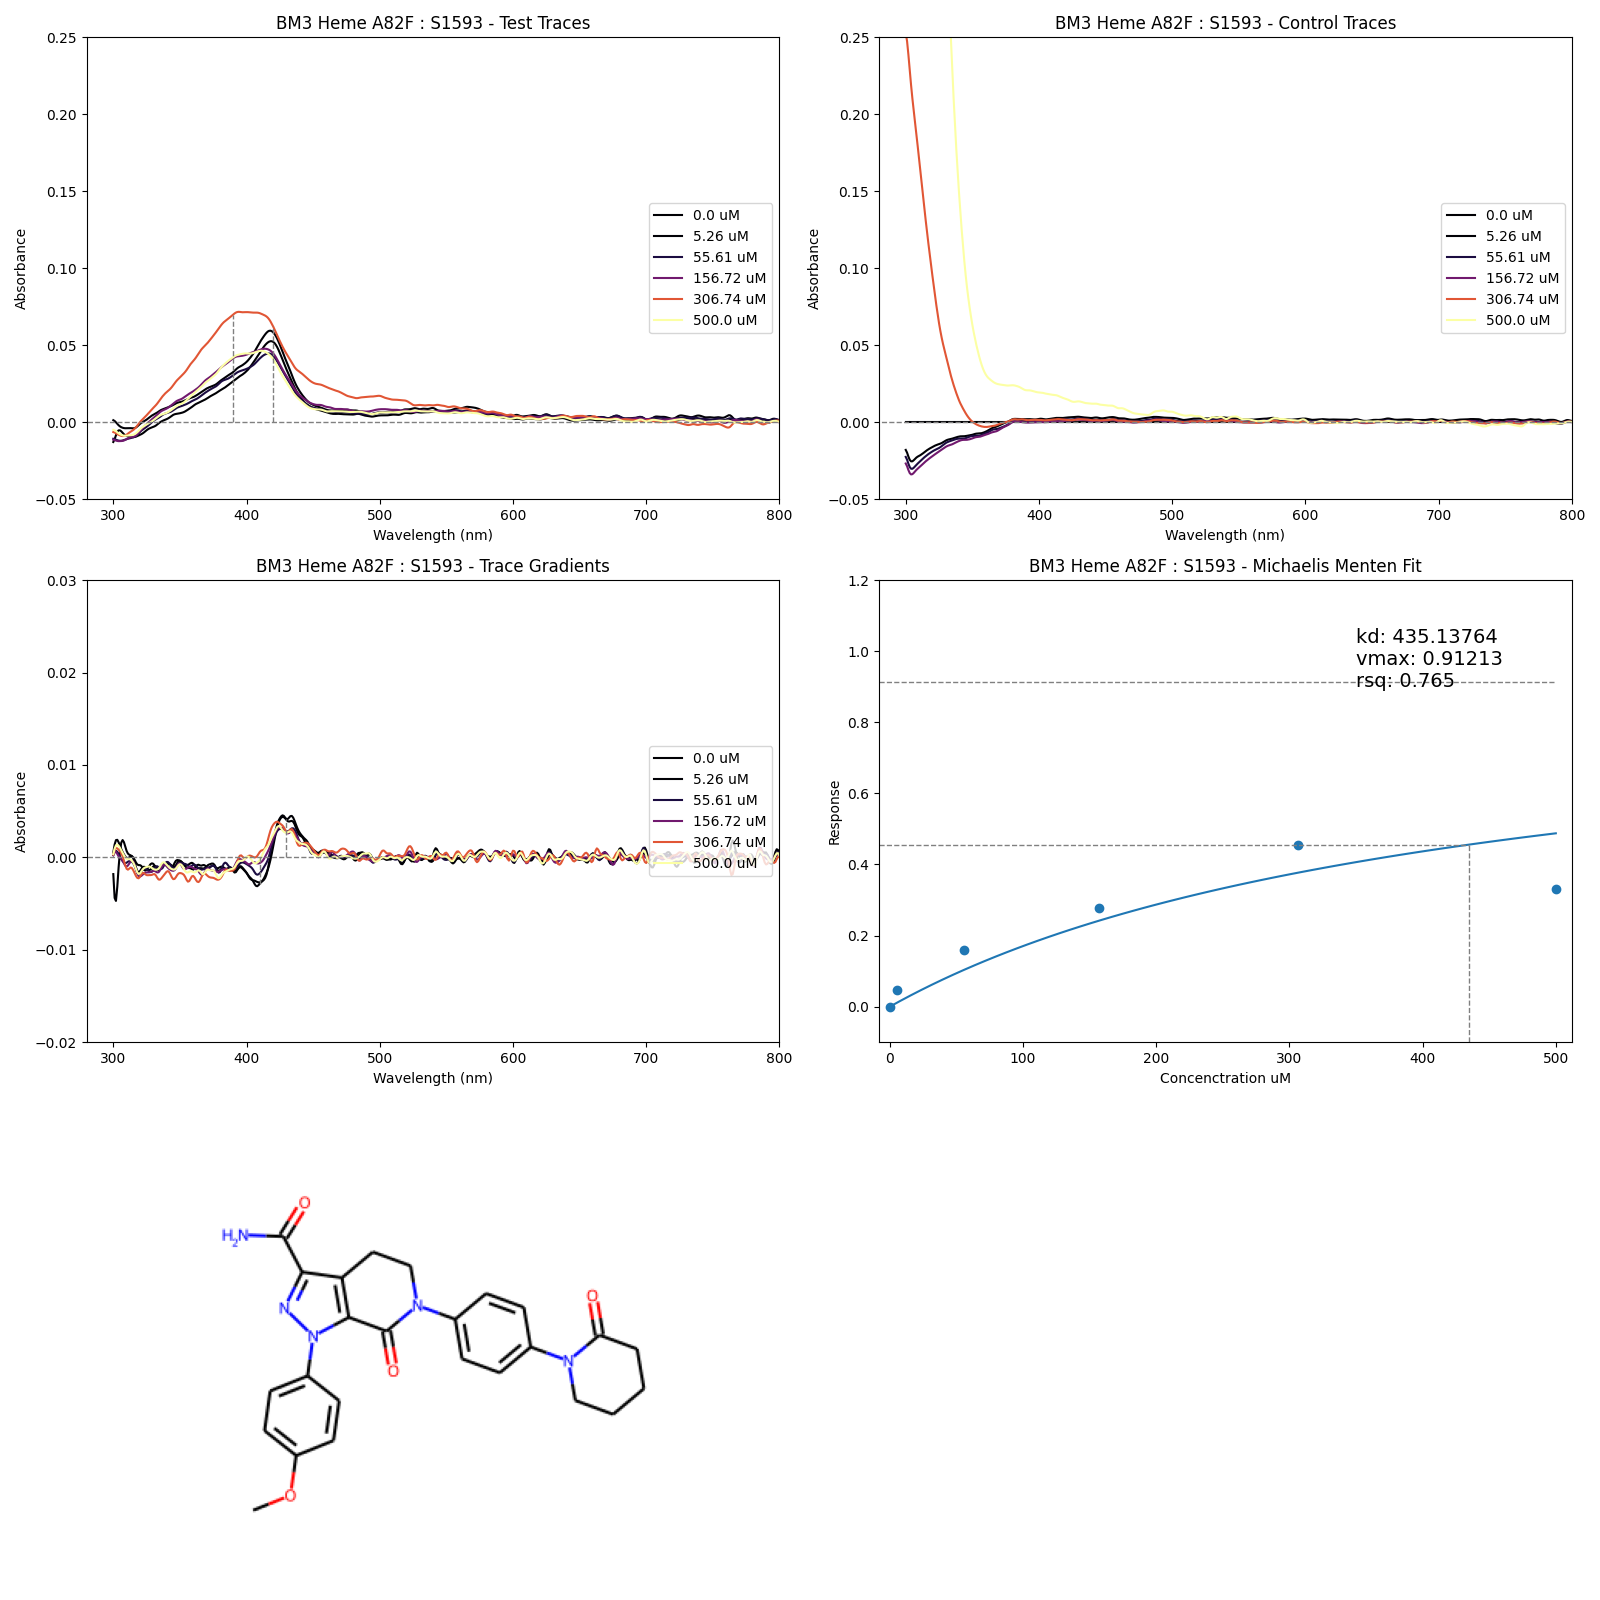 BM3 Heme A82F : S1593 - Test Traces
0.25
0.20
0.15
0.10
0.05
0.00
−0.05
Absorbance
300 400 500 600 700 800
Wavelength (nm)
0.0 uM
5.26 uM
55.61 uM
156.72 uM
306.74 uM
500.0 uM
BM3 Heme A82F : S1593 - Control Traces
0.25
0.20
0.15
0.10
0.05
0.00
−0.05
Absorbance
300 400 500 600 700 800
Wavelength (nm)
0.0 uM
5.26 uM
55.61 uM
156.72 uM
306.74 uM
500.0 uM
BM3 Heme A82F : S1593 - Trace Gradients
0.03
0.02
0.01
0.00
−0.01
−0.02
Absorbance
300 400 500 600 700 800
Wavelength (nm)
0.0 uM
5.26 uM
55.61 uM
156.72 uM
306.74 uM
500.0 uM
BM3 Heme A82F : S1593 - Michaelis Menten Fit
1.2
1.0
0.8
0.6
0.4
0.2
0.0
Response
0 100 200 300 400 500
Concenctration uM
kd: 435.13764
vmax: 0.91213
rsq: 0.765
O
H2N
N
N
N
O
O
N
O